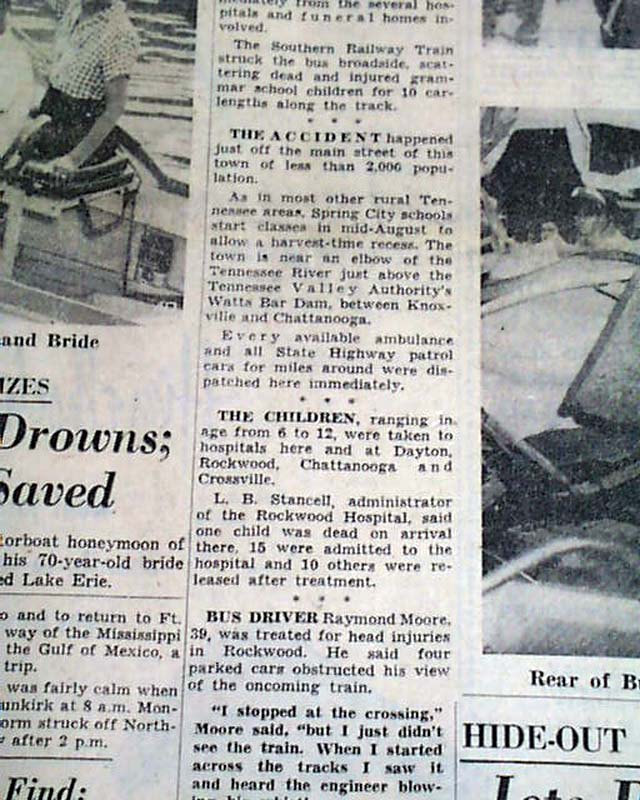 and Bride
IZES
Drowns;
Saved
torboat honeymoon of
his 70-year-old bride
ed Lake Erie.
o and to return to Ft.
way of the Mississippi
the Gulf of Mexico, a
trip.
was fairly calm when
unkirk at 8 a.m. Mon-
orm struck off North-
after 2 p.m.
Find:
mediately from the several hos-
pitals and funeral homes in-
volved.
The Southern Railway Train
struck the bus broadside, scat-
tering dead and injured gram-
mar school children for 10 car-
lengths along the track.
* * *
THE ACCIDENT happened
just off the main street of this
town of less than 2,000 popu-
lation.
As in most other rural Ten-
nessee areas, Spring City schools
start classes in mid-August to
allow a harvest-time recess. The
town is near an elbow of the
Tennessee River just above the
Tennessee Valley Authority's
Watts Bar Dam, between Knox-
ville and Chattanooga.
Every available ambulance
and all State Highway patrol
cars for miles around were dis-
patched here immediately.
* * *
THE CHILDREN, ranging in
age from 6 to 12, were taken to
hospitals here and at Dayton,
Rockwood, Chattanooga and
Crossville.
L. B. Stancell, administrator
of the Rockwood Hospital, said
one child was dead on arrival
there, 15 were admitted to the
hospital and 10 others were re-
leased after treatment.
* * *
BUS DRIVER Raymond Moore,
39, was treated for head injuries
in Rockwood. He said four
parked cars obstructed his view
of the oncoming train.
"I stopped at the crossing,"
Moore said, "but I just didn't
see the train. When I started
across the tracks I saw it
and heard the engineer blow-
Rear of B
HIDE-OUT